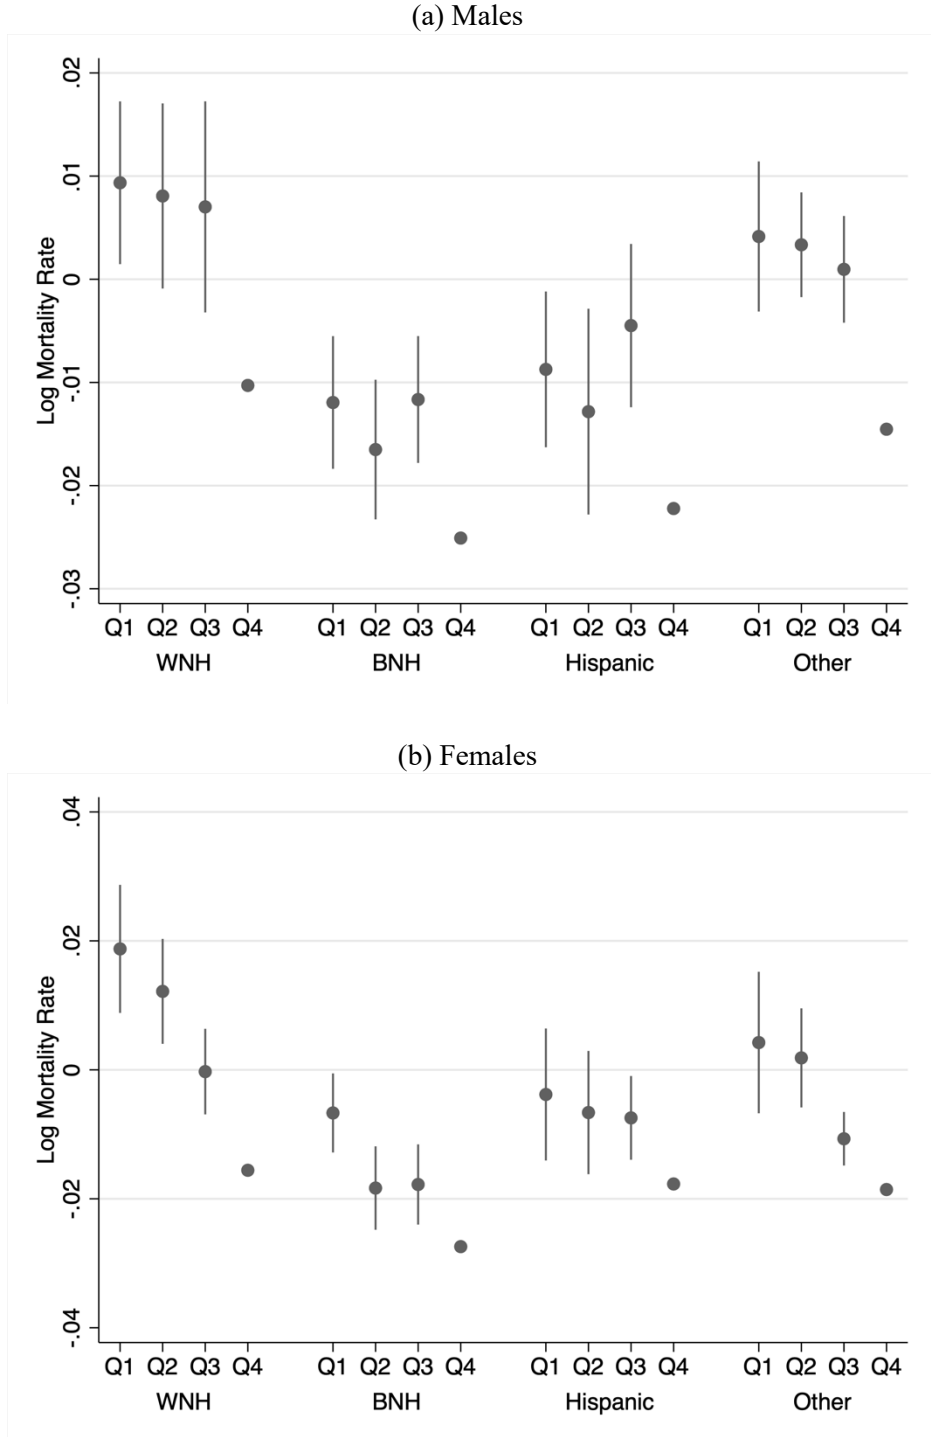 (a) Males
Log Mortality Rate
.02
.01
0
-.01
-.02
-.03
Q1 Q2 Q3 Q4 Q1 Q2 Q3 Q4 Q1 Q2 Q3 Q4 Q1 Q2 Q3 Q4
WNH BNH Hispanic Other
(b) Females
Log Mortality Rate
.04
.02
0
-.02
-.04
Q1 Q2 Q3 Q4 Q1 Q2 Q3 Q4 Q1 Q2 Q3 Q4 Q1 Q2 Q3 Q4
WNH BNH Hispanic Other